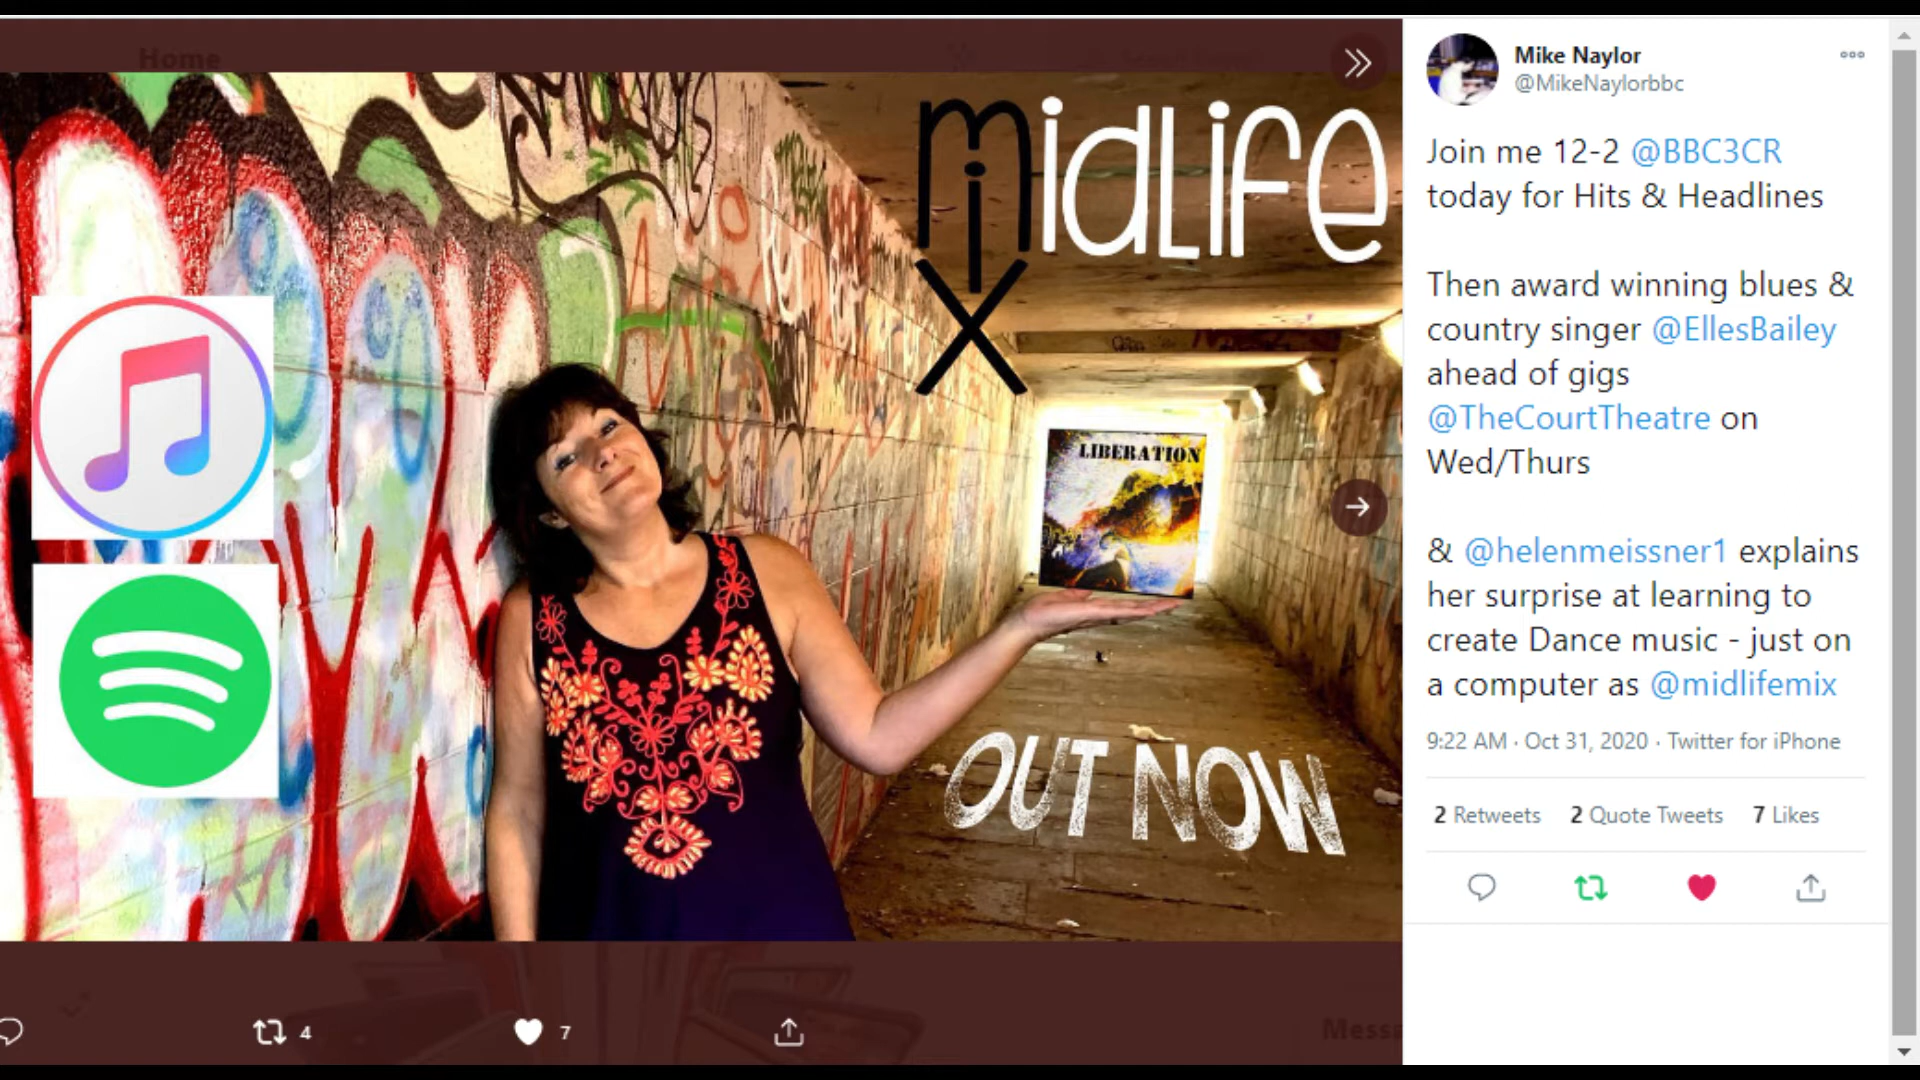 Home
miDLiFe
MiX
LIBERATION
OUT NOW
4
7
Mike Naylor
@MikeNaylorbbc
Join me 12-2 @BBC3CR
today for Hits & Headlines
Then award winning blues &
country singer @EllesBailey
ahead of gigs
@TheCourtTheatre on
Wed/Thurs
& @helenmeissner1 explains
her surprise at learning to
create Dance music - just on
a computer as @midlifemix
9:22 AM · Oct 31, 2020 · Twitter for iPhone
2 Retweets 2 Quote Tweets 7 Likes